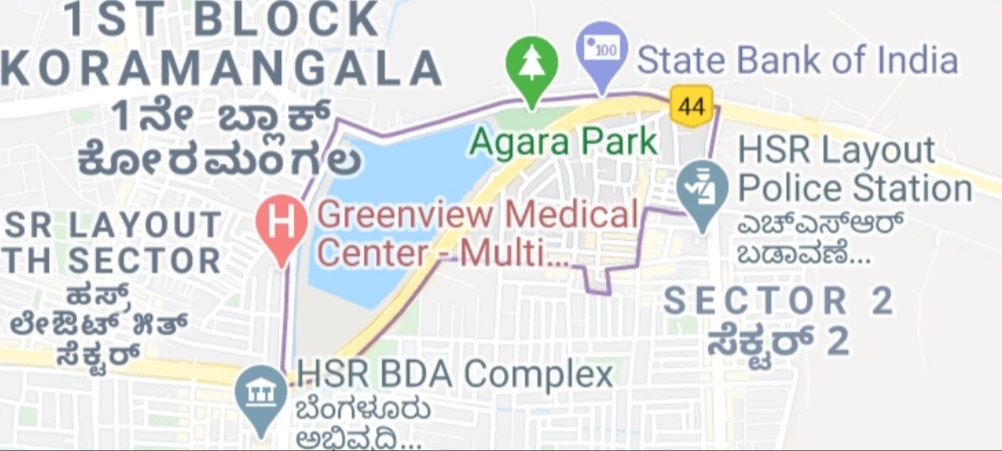 1ST BLOCK
KORAMANGALA
1ನೇ ಬ್ಲಾಕ್
ಕೋರಮಂಗಲ
100
State Bank of India
44
Agara Park
HSR Layout
Police Station
ಎಚ್ಎಸ್ಆರ್
ಬಡಾವಣೆ...
H
Greenview Medical
Center - Multi...
SR LAYOUT
TH SECTOR
ಹಸ್ರ್
ಲೇಔಟ್ ೫ತ್
ಸೆಕ್ಟರ್
SECTOR 2
ಸೆಕ್ಟರ್ 2
HSR BDA Complex
ಬೆಂಗಳೂರು
ಅಭಿವೃದ್ಧಿ...